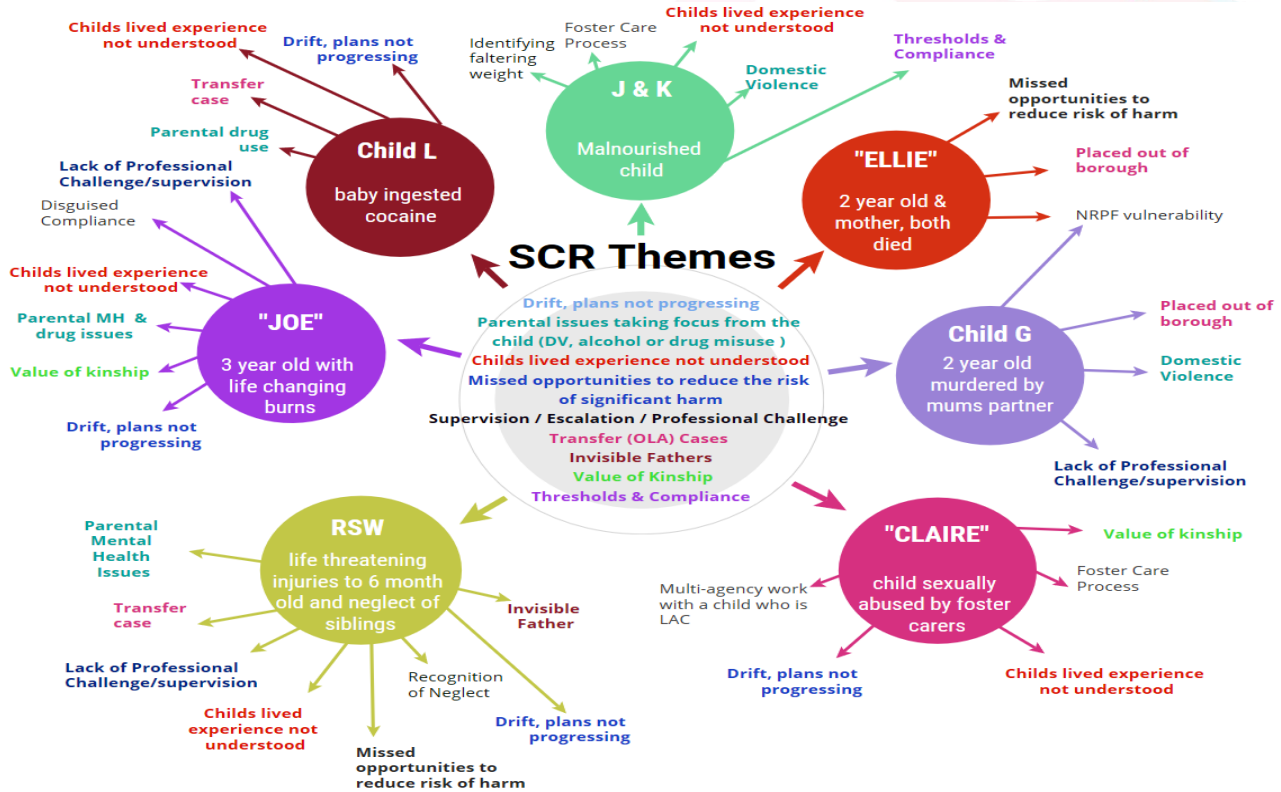 SCR Themes
Drift, plans not progressing
Parental issues taking focus from the
child (DV, alcohol or drug misuse )
Childs lived experience not understood
Missed opportunities to reduce the risk
of significant harm
Supervision / Escalation / Professional Challenge
Transfer (OLA) Cases
Invisible Fathers
Value of Kinship
Thresholds & Compliance
Child L
baby ingested
cocaine
Childs lived experience
not understood
Drift, plans not
progressing
Transfer
case
Parental drug
use
J & K
Malnourished
child
Identifying
faltering
weight
Foster Care
Process
Childs lived experience
not understood
Domestic
Violence
Thresholds &
Compliance
"ELLIE"
2 year old &
mother, both
died
Missed
opportunities to
reduce risk of harm
Placed out of
borough
NRPF vulnerability
Child G
2 year old
murdered by
mums partner
Placed out of
borough
Domestic
Violence
Lack of Professional
Challenge/supervision
"CLAIRE"
child sexually
abused by foster
carers
Value of kinship
Foster Care
Process
Childs lived experience
not understood
Drift, plans not
progressing
Multi-agency work
with a child who is
LAC
RSW
life threatening
injuries to 6 month
old and neglect of
siblings
Invisible
Father
Drift, plans not
progressing
Recognition
of Neglect
Missed
opportunities to
reduce risk of harm
Childs lived
experience not
understood
Lack of Professional
Challenge/supervision
Transfer
case
Parental
Mental
Health
Issues
"JOE"
3 year old with
life changing
burns
Lack of Professional
Challenge/supervision
Disguised
Compliance
Childs lived experience
not understood
Parental MH &
drug issues
Value of kinship
Drift, plans not
progressing